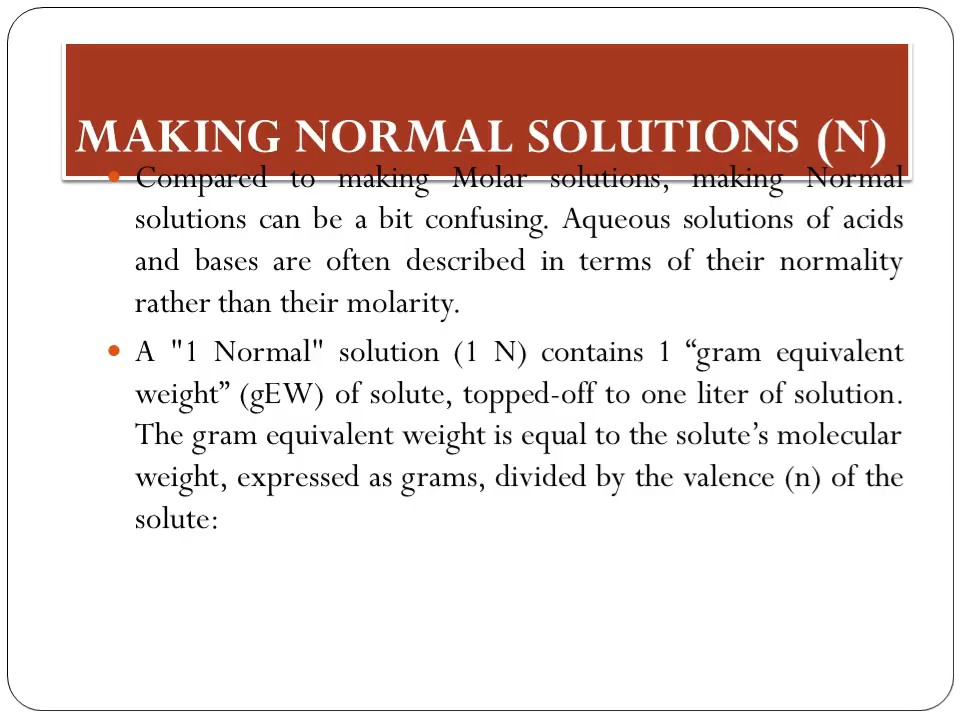 MAKING NORMAL SOLUTIONS (N)
• Compared to making Molar solutions, making Normal
solutions can be a bit confusing. Aqueous solutions of acids
and bases are often described in terms of their normality
rather than their molarity.
• A "1 Normal" solution (1 N) contains 1 “gram equivalent
weight” (gEW) of solute, topped-off to one liter of solution.
The gram equivalent weight is equal to the solute’s molecular
weight, expressed as grams, divided by the valence (n) of the
solute: